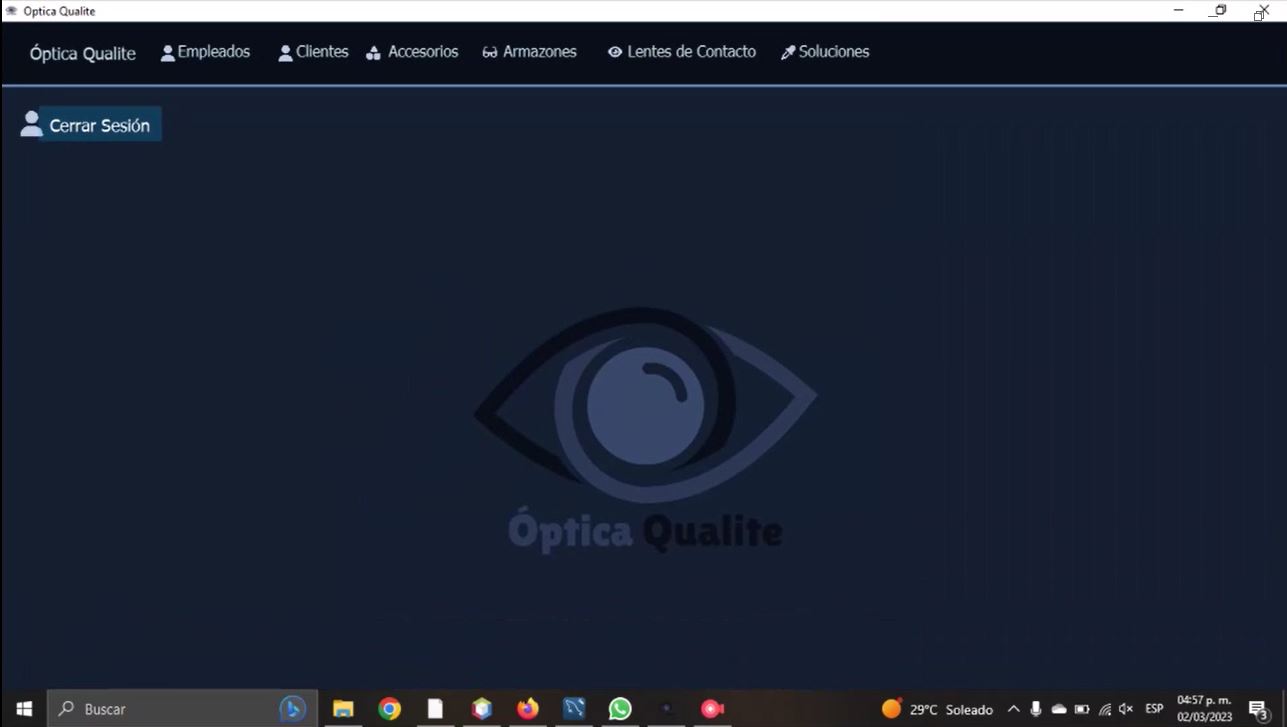 Óptica Qualite
Óptica Qualite Empleados Clientes Accesorios Armazones Lentes de Contacto Soluciones
Cerrar Sesión
Óptica Qualite
Buscar
29°C Soleado
ESP
04:57 p. m.
02/03/2023
3